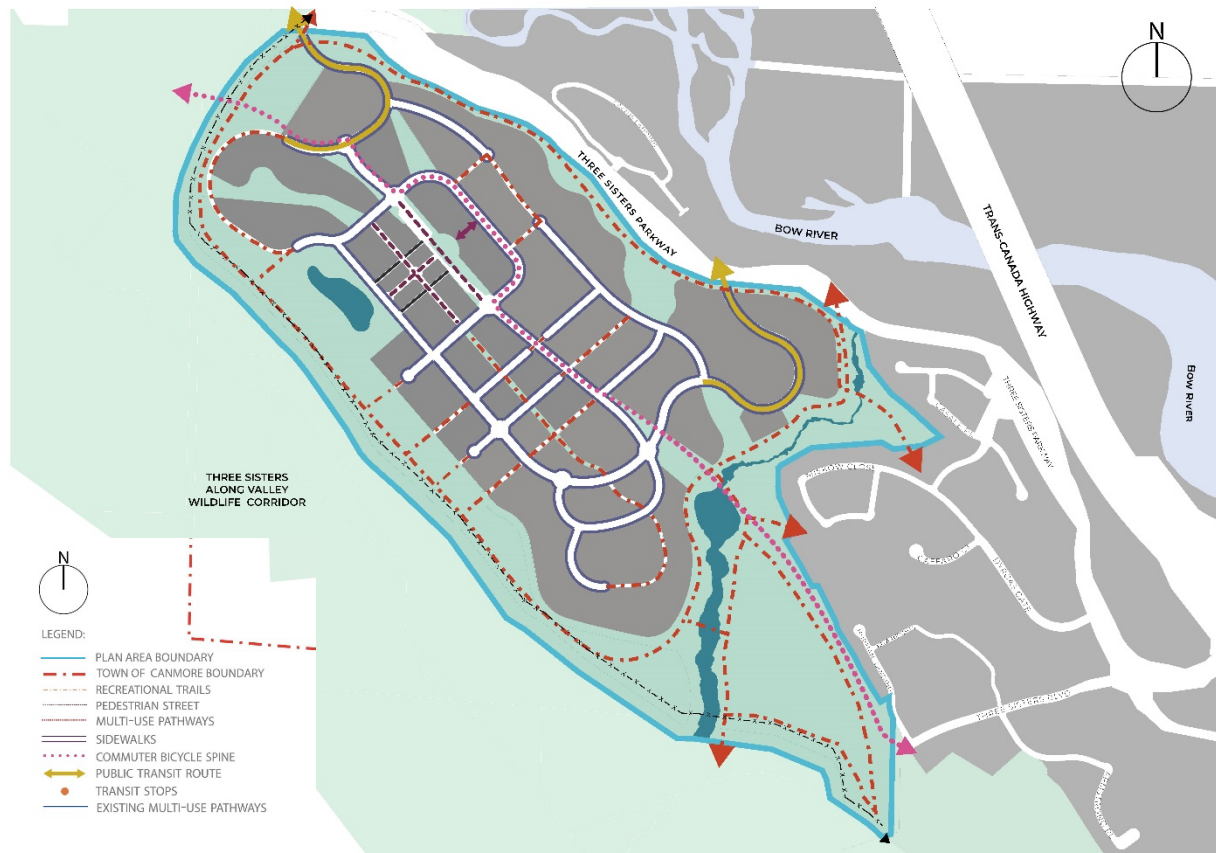 N
THREE SISTERS PARKWAY
BOW RIVER
TRANS-CANADA HIGHWAY
BOW RIVER
THREE SISTERS PARKWAY
THREE SISTERS
ALONG VALLEY
WILDLIFE CORRIDOR
THREE SISTERS BLVD
N
LEGEND:
PLAN AREA BOUNDARY
TOWN OF CANMORE BOUNDARY
RECREATIONAL TRAILS
PEDESTRIAN STREET
MULTI-USE PATHWAYS
SIDEWALKS
COMMUTER BICYCLE SPINE
PUBLIC TRANSIT ROUTE
TRANSIT STOPS
EXISTING MULTI-USE PATHWAYS